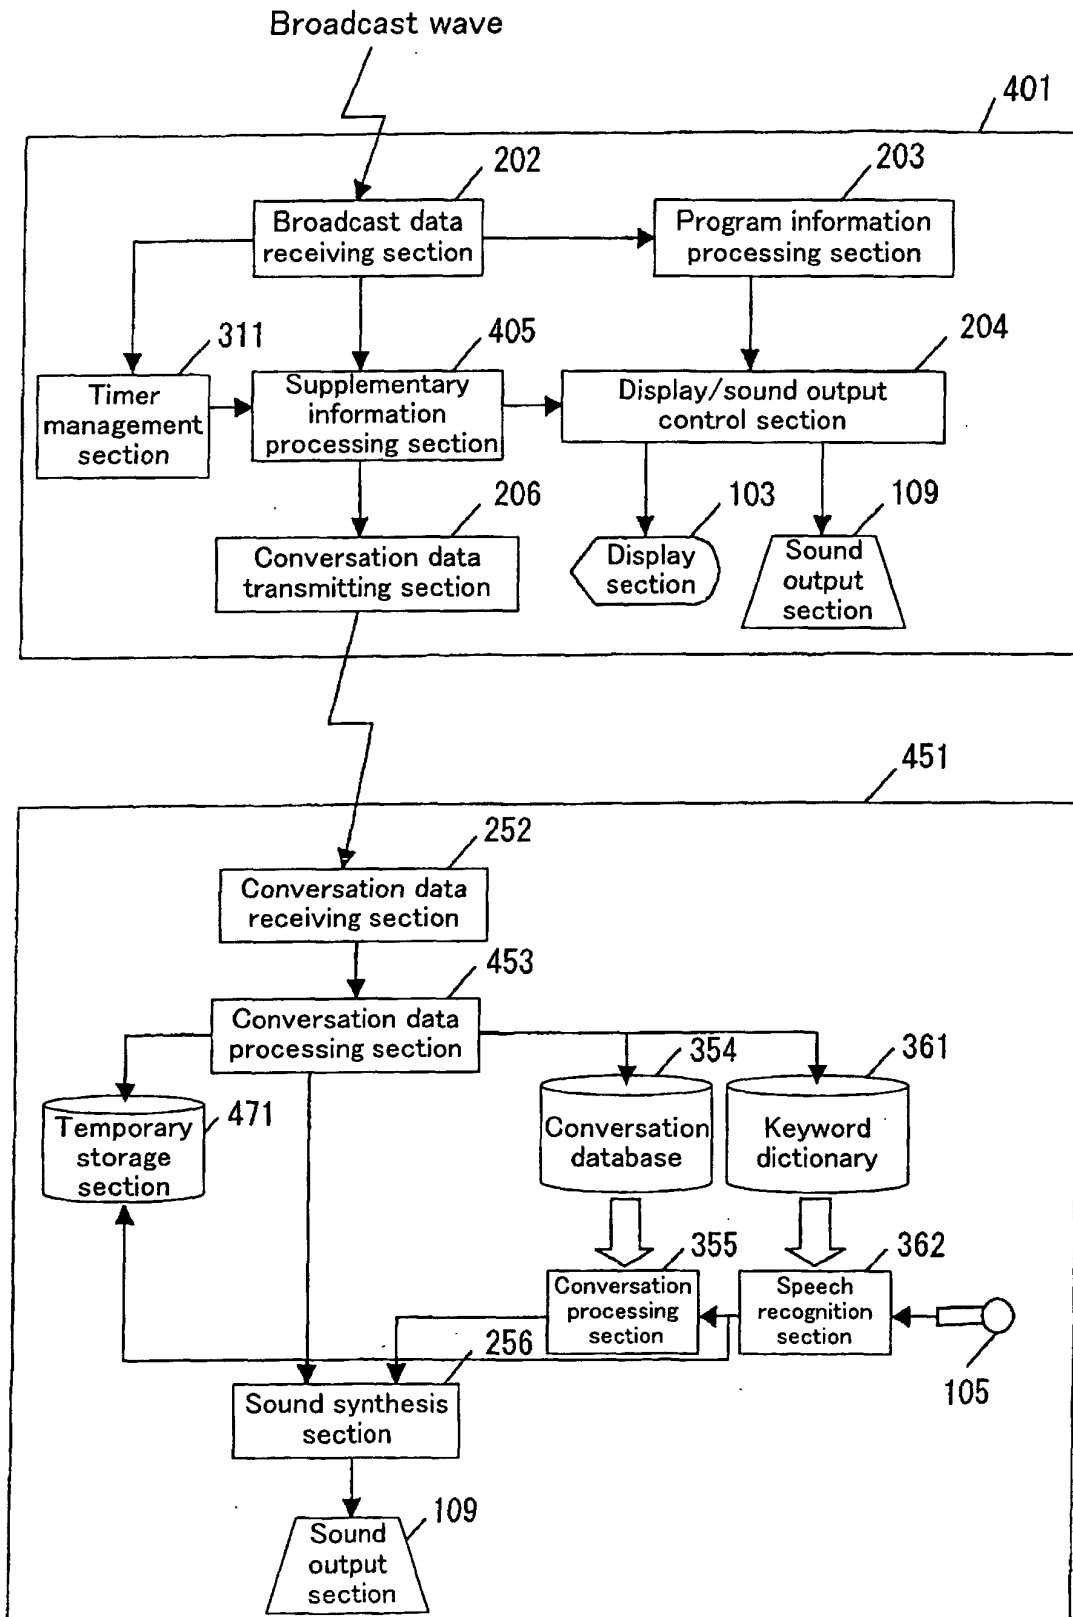 Broadcast wave
401
202
203
Broadcast data
receiving section
Program information
processing section
311
405
204
Timer
management
section
Supplementary
information
processing section
Display/sound output
control section
206
103
109
Conversation data
transmitting section
Display
section
Sound
output
section
451
252
Conversation data
receiving section
453
Conversation data
processing section
354
361
471
Temporary
storage
section
Conversation
database
Keyword
dictionary
355
362
Conversation
processing
section
Speech
recognition
section
256
105
Sound synthesis
section
109
Sound
output
section